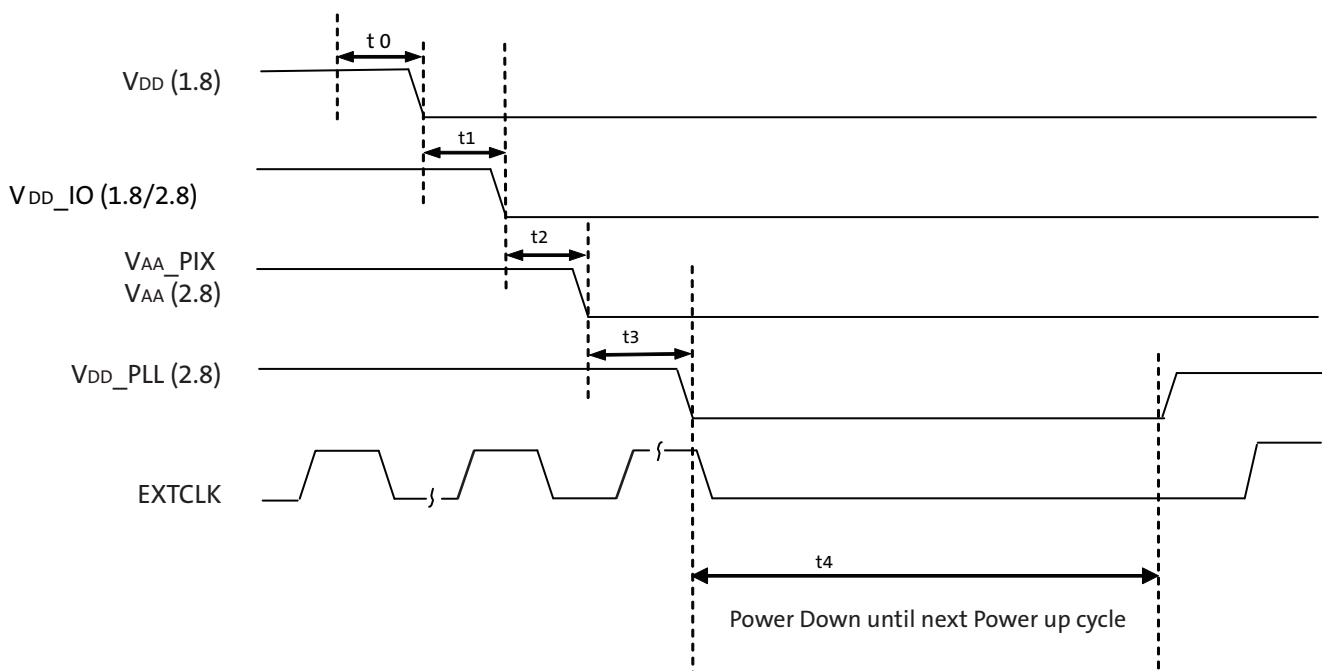 t 0
VDD (1.8)
t1
VDD_IO (1.8/2.8)
t2
VAA_PIX
VAA (2.8)
t3
VDD_PLL (2.8)
EXTCLK
t4
Power Down until next Power up cycle